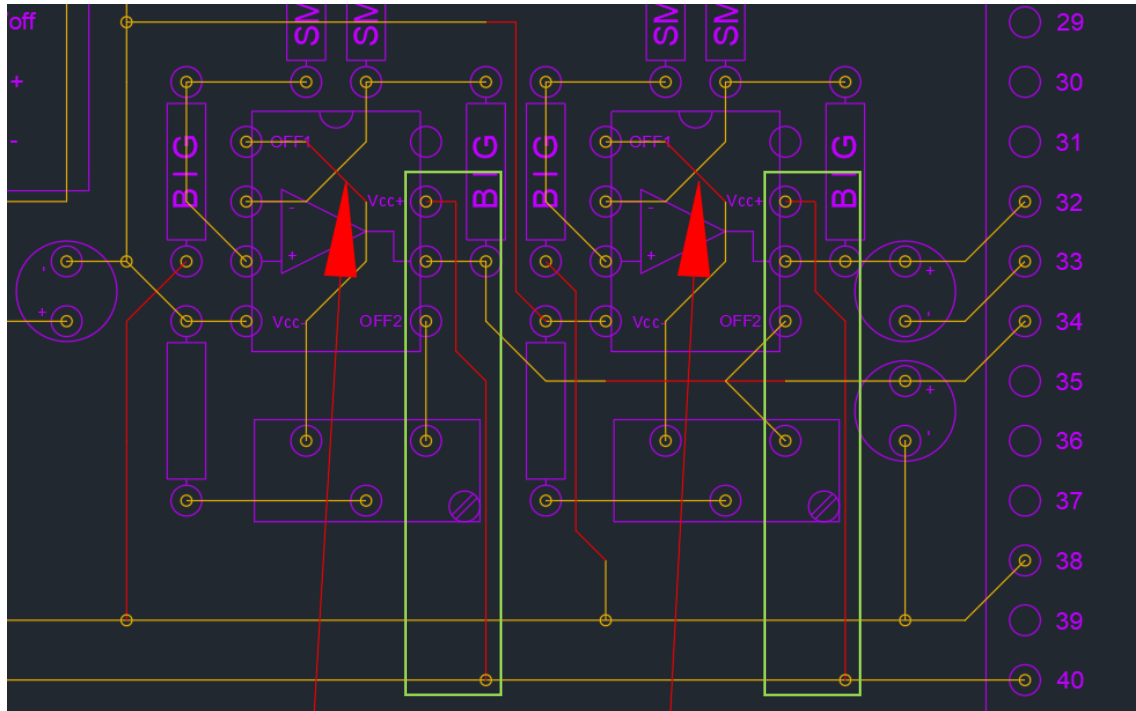 off
+
-
SM
SM
SM
SM
29
30
31
32
33
34
35
36
37
38
39
40
BIG
OFF1
-
+
Vcc+
Vcc-
OFF2
BIG
BIG
OFF1
-
+
Vcc+
Vcc-
OFF2
BIG
-
+
+
-
+
-